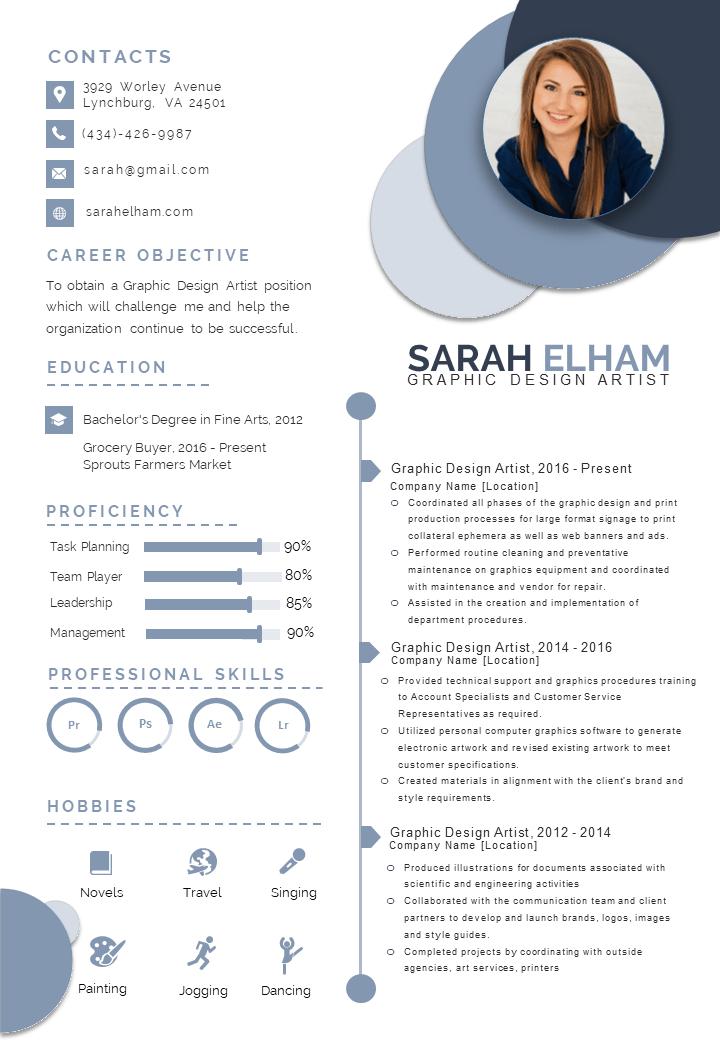 CONTACTS
3929 Worley Avenue
Lynchburg, VA 24501
(434)-426-9987
sarah@gmail.com
sarahelham.com
CAREER OBJECTIVE
To obtain a Graphic Design Artist position
which will challenge me and help the
organization continue to be successful.
EDUCATION
Bachelor's Degree in Fine Arts, 2012
Grocery Buyer, 2016 - Present
Sprouts Farmers Market
PROFICIENCY
Task Planning 90%
Team Player 80%
Leadership 85%
Management 90%
PROFESSIONAL SKILLS
Pr Ps Ae Lr
HOBBIES
Novels Travel Singing
Painting Jogging Dancing
SARAH ELHAM
GRAPHIC DESIGN ARTIST
Graphic Design Artist, 2016 - Present
Company Name [Location]
o Coordinated all phases of the graphic design and print
production processes for large format signage to print
collateral ephemera as well as web banners and ads.
o Performed routine cleaning and preventative
maintenance on graphics equipment and coordinated
with maintenance and vendor for repair.
o Assisted in the creation and implementation of
department procedures.
Graphic Design Artist, 2014 - 2016
Company Name [Location]
o Provided technical support and graphics procedures training
to Account Specialists and Customer Service
Representatives as required.
o Utilized personal computer graphics software to generate
electronic artwork and revised existing artwork to meet
customer specifications.
o Created materials in alignment with the client's brand and
style requirements.
Graphic Design Artist, 2012 - 2014
Company Name [Location]
o Produced illustrations for documents associated with
scientific and engineering activities
o Collaborated with the communication team and client
partners to develop and launch brands, logos, images
and style guides.
o Completed projects by coordinating with outside
agencies, art services, printers